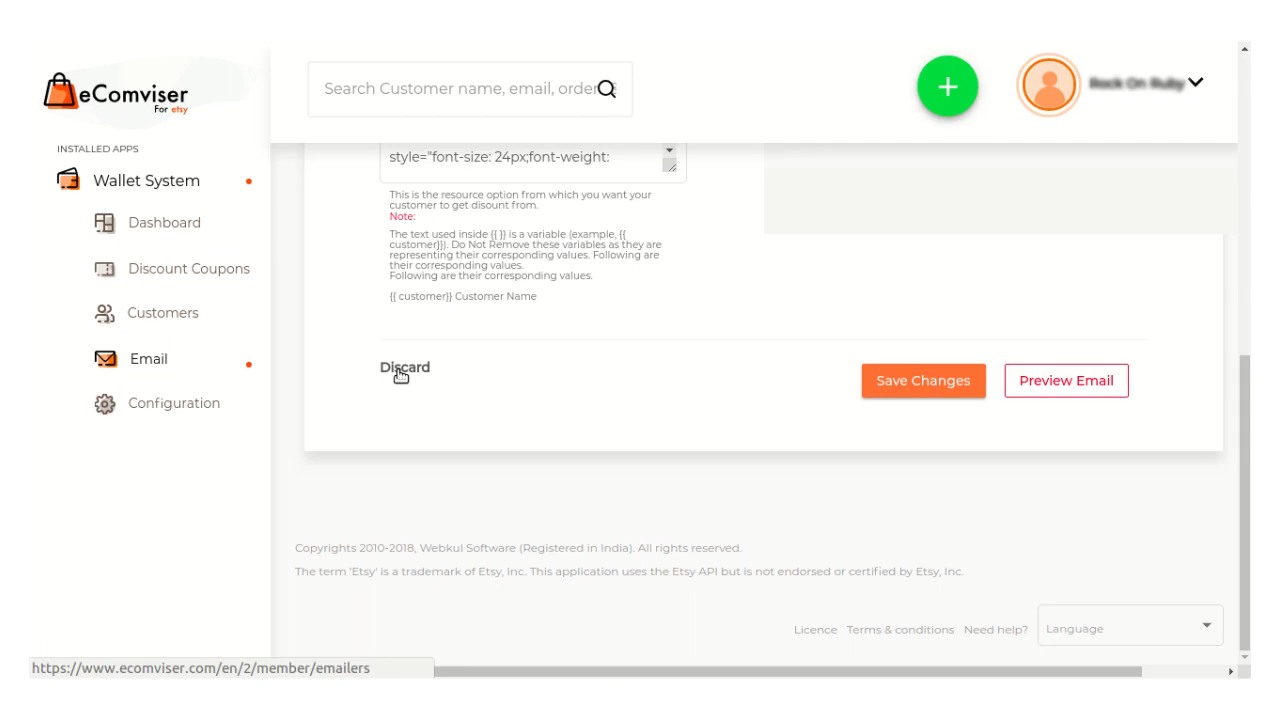 eComviser
For etsy
Search Customer name, email, order
INSTALLED APPS
Wallet System
Dashboard
Discount Coupons
Customers
Email
Configuration
style="font-size: 24px;font-weight:
This is the resource option from which you want your
customer to get disount from.
Note:
The text used inside {{ }} is a variable (example, {{
customer}}). Do Not Remove these variables as they are
representing their corresponding values. Following are
their corresponding values.
Following are their corresponding values.
{{ customer}} Customer Name
Discard
Save Changes
Preview Email
Copyrights 2010-2018, Webkul Software (Registered in India). All rights reserved.
The term 'Etsy' is a trademark of Etsy, Inc. This application uses the Etsy API but is not endorsed or certified by Etsy, Inc.
Licence Terms & conditions Need help? Language
https://www.ecomviser.com/en/2/member/emailers